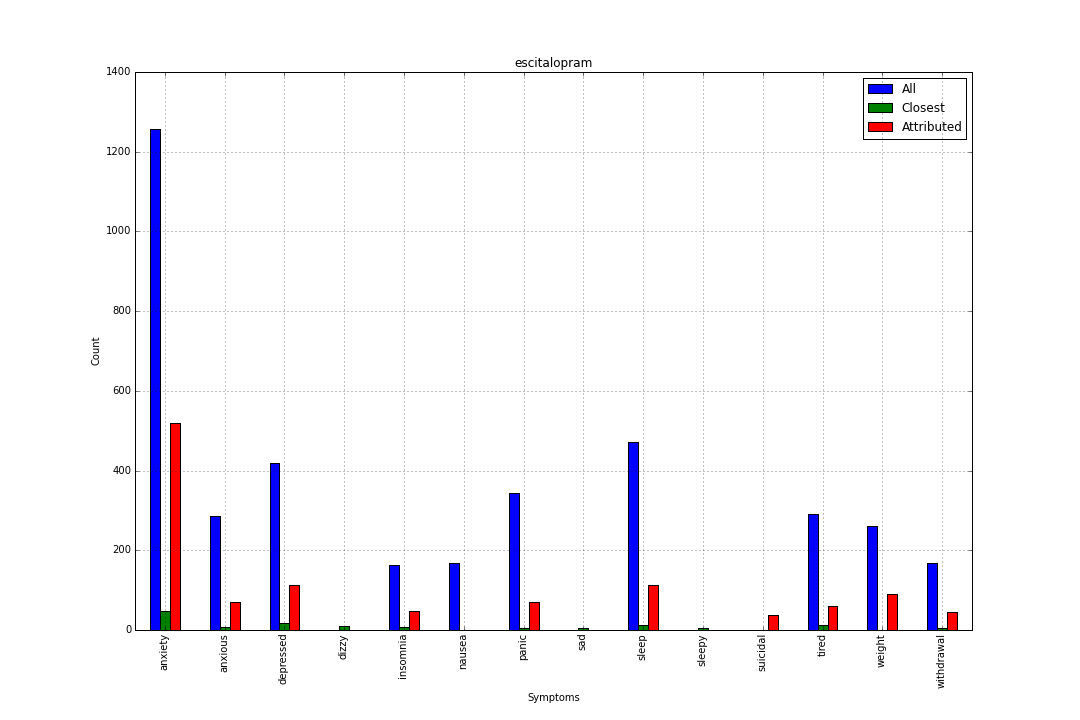 escitalopram
1400
1200
1000
800
600
400
200
0
Count
All
Closest
Attributed
anxiety
anxious
depressed
dizzy
insomnia
nausea
panic
sad
sleep
sleepy
suicidal
tired
weight
withdrawal
Symptoms